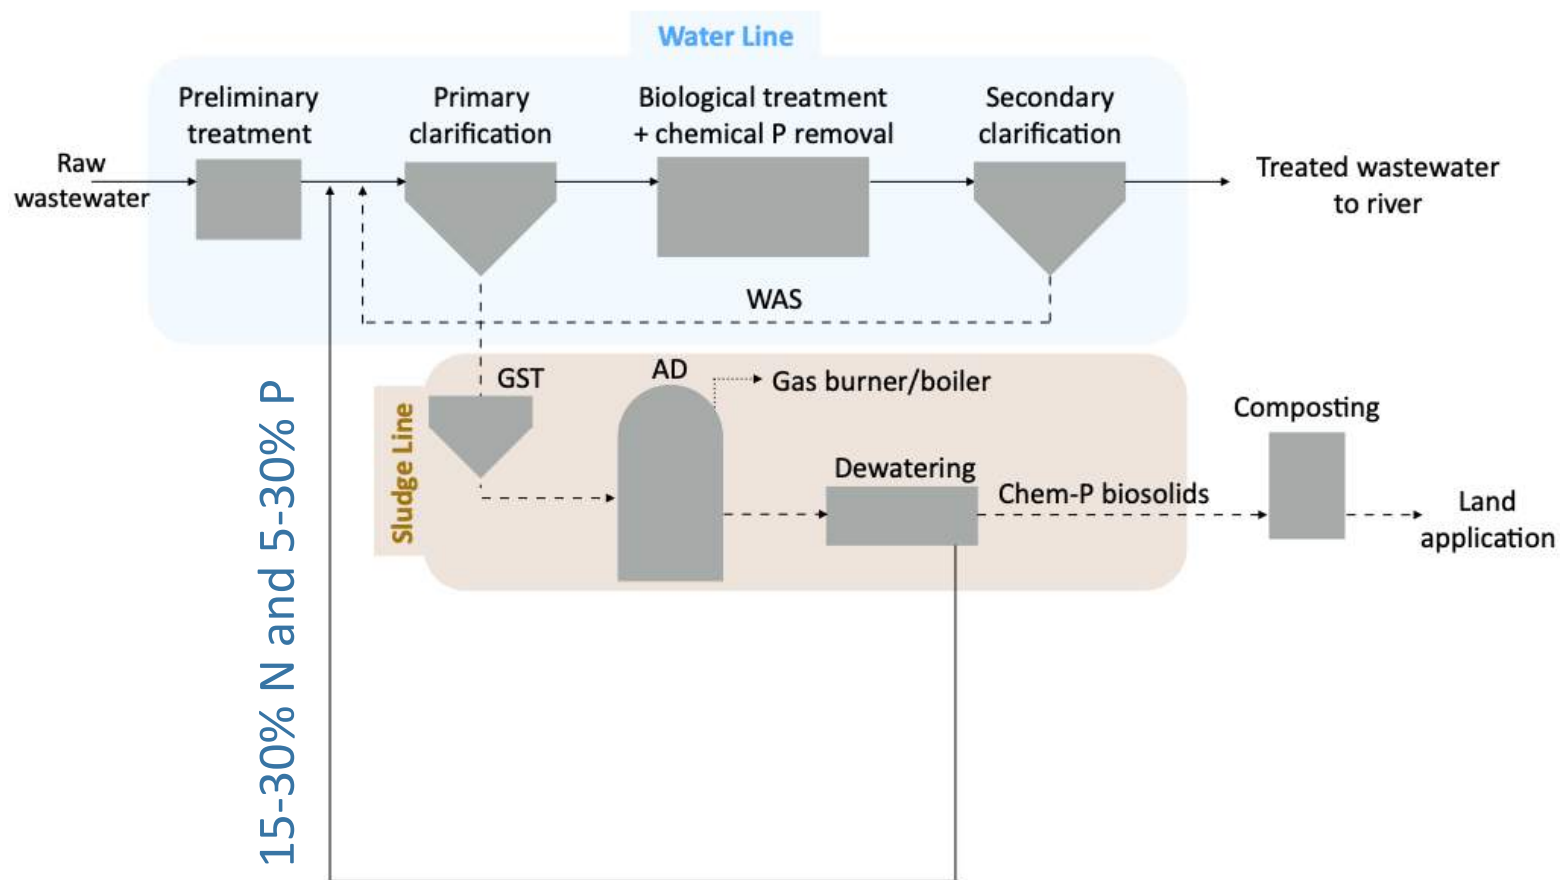 Water Line
Preliminary
treatment
Primary
clarification
Biological treatment
+ chemical P removal
Secondary
clarification
Raw
wastewater
Treated wastewater
to river
WAS
GST
AD
Gas burner/boiler
Sludge Line
Dewatering
Chem-P biosolids
Composting
Land
application
15-30% N and 5-30% P